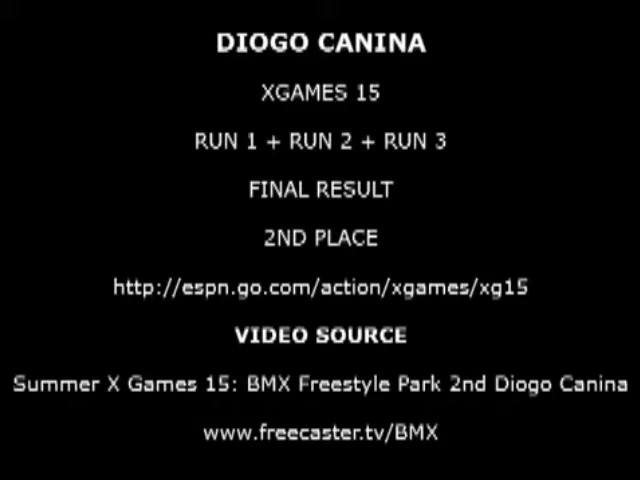 DIOGO CANINA
XGAMES 15
RUN 1 + RUN 2 + RUN 3
FINAL RESULT
2ND PLACE
http://espn.go.com/action/xgames/xg15
VIDEO SOURCE
Summer X Games 15: BMX Freestyle Park 2nd Diogo Canina
www.freecaster.tv/BMX